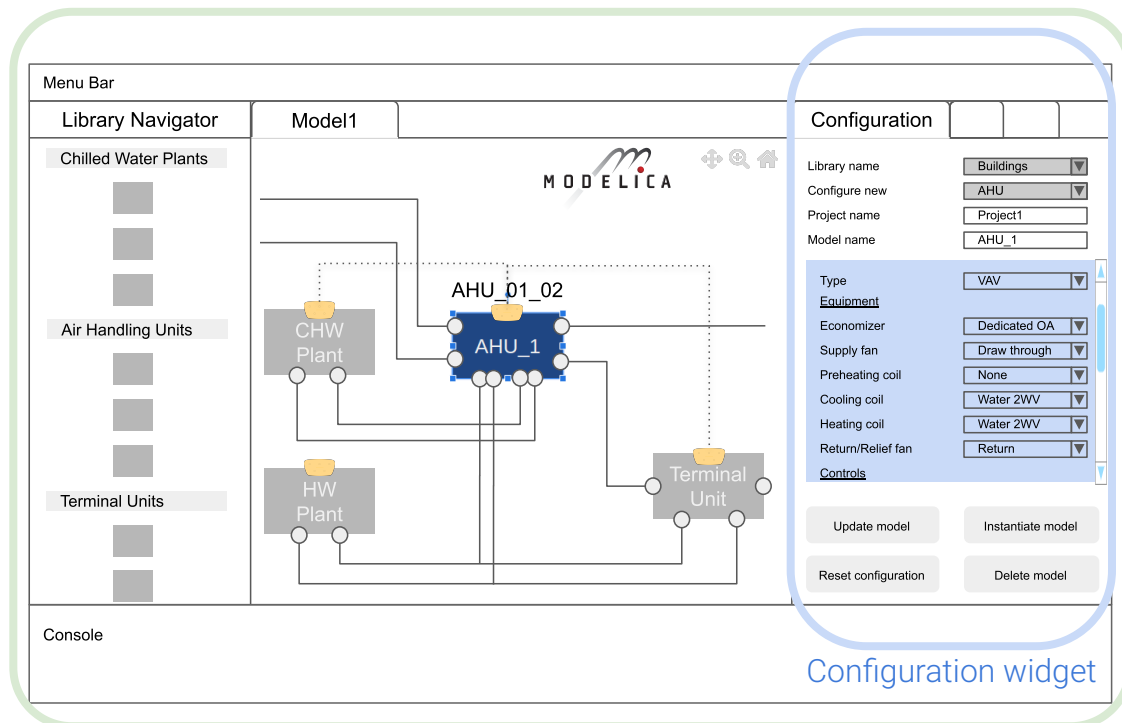 Menu Bar
Library Navigator
Model1
Configuration
Chilled Water Plants
Air Handling Units
Terminal Units
MODELICA
AHU_01_02
CHW
Plant
AHU_1
HW
Plant
Terminal
Unit
Library name Buildings
Configure new AHU
Project name Project1
Model name AHU_1
Type VAV
Equipment
Economizer Dedicated OA
Supply fan Draw through
Preheating coil None
Cooling coil Water 2WV
Heating coil Water 2WV
Return/Relief fan Return
Controls
Update model Instantiate model
Reset configuration Delete model
Console
Configuration widget